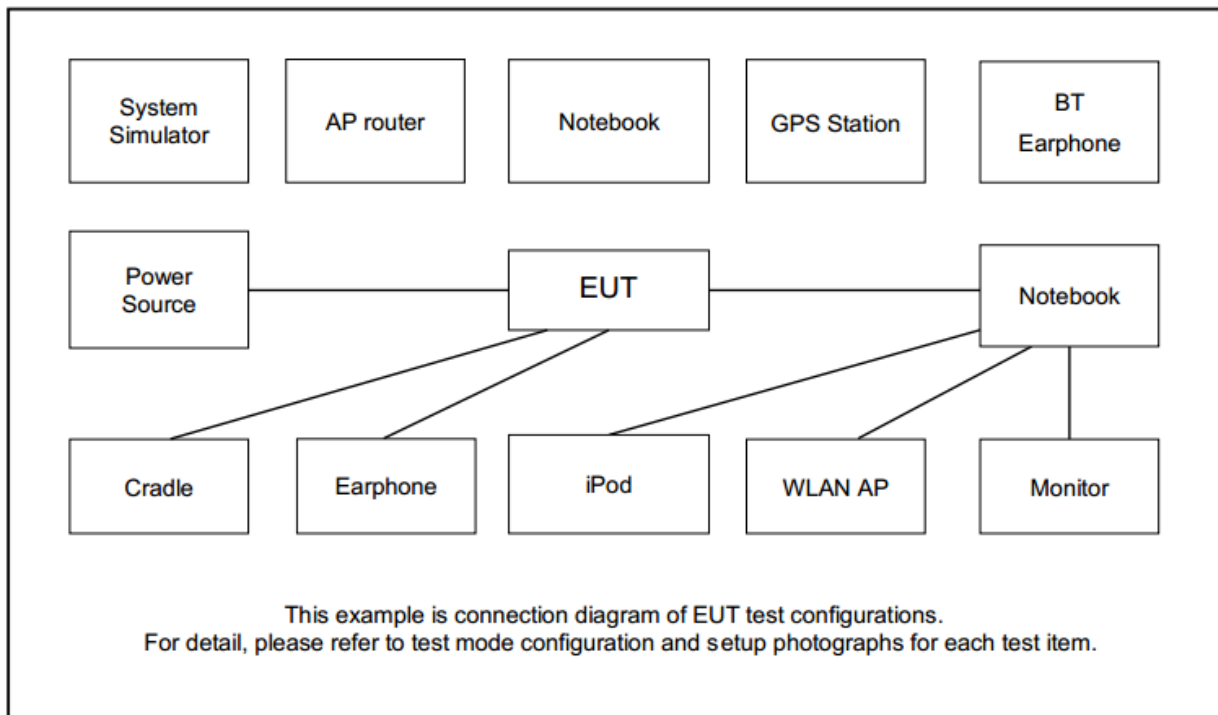 System
Simulator
AP router
Notebook
GPS Station
BT
Earphone
Power
Source
EUT
Notebook
Cradle
Earphone
iPod
WLAN AP
Monitor
This example is connection diagram of EUT test configurations.
For detail, please refer to test mode configuration and setup photographs for each test item.